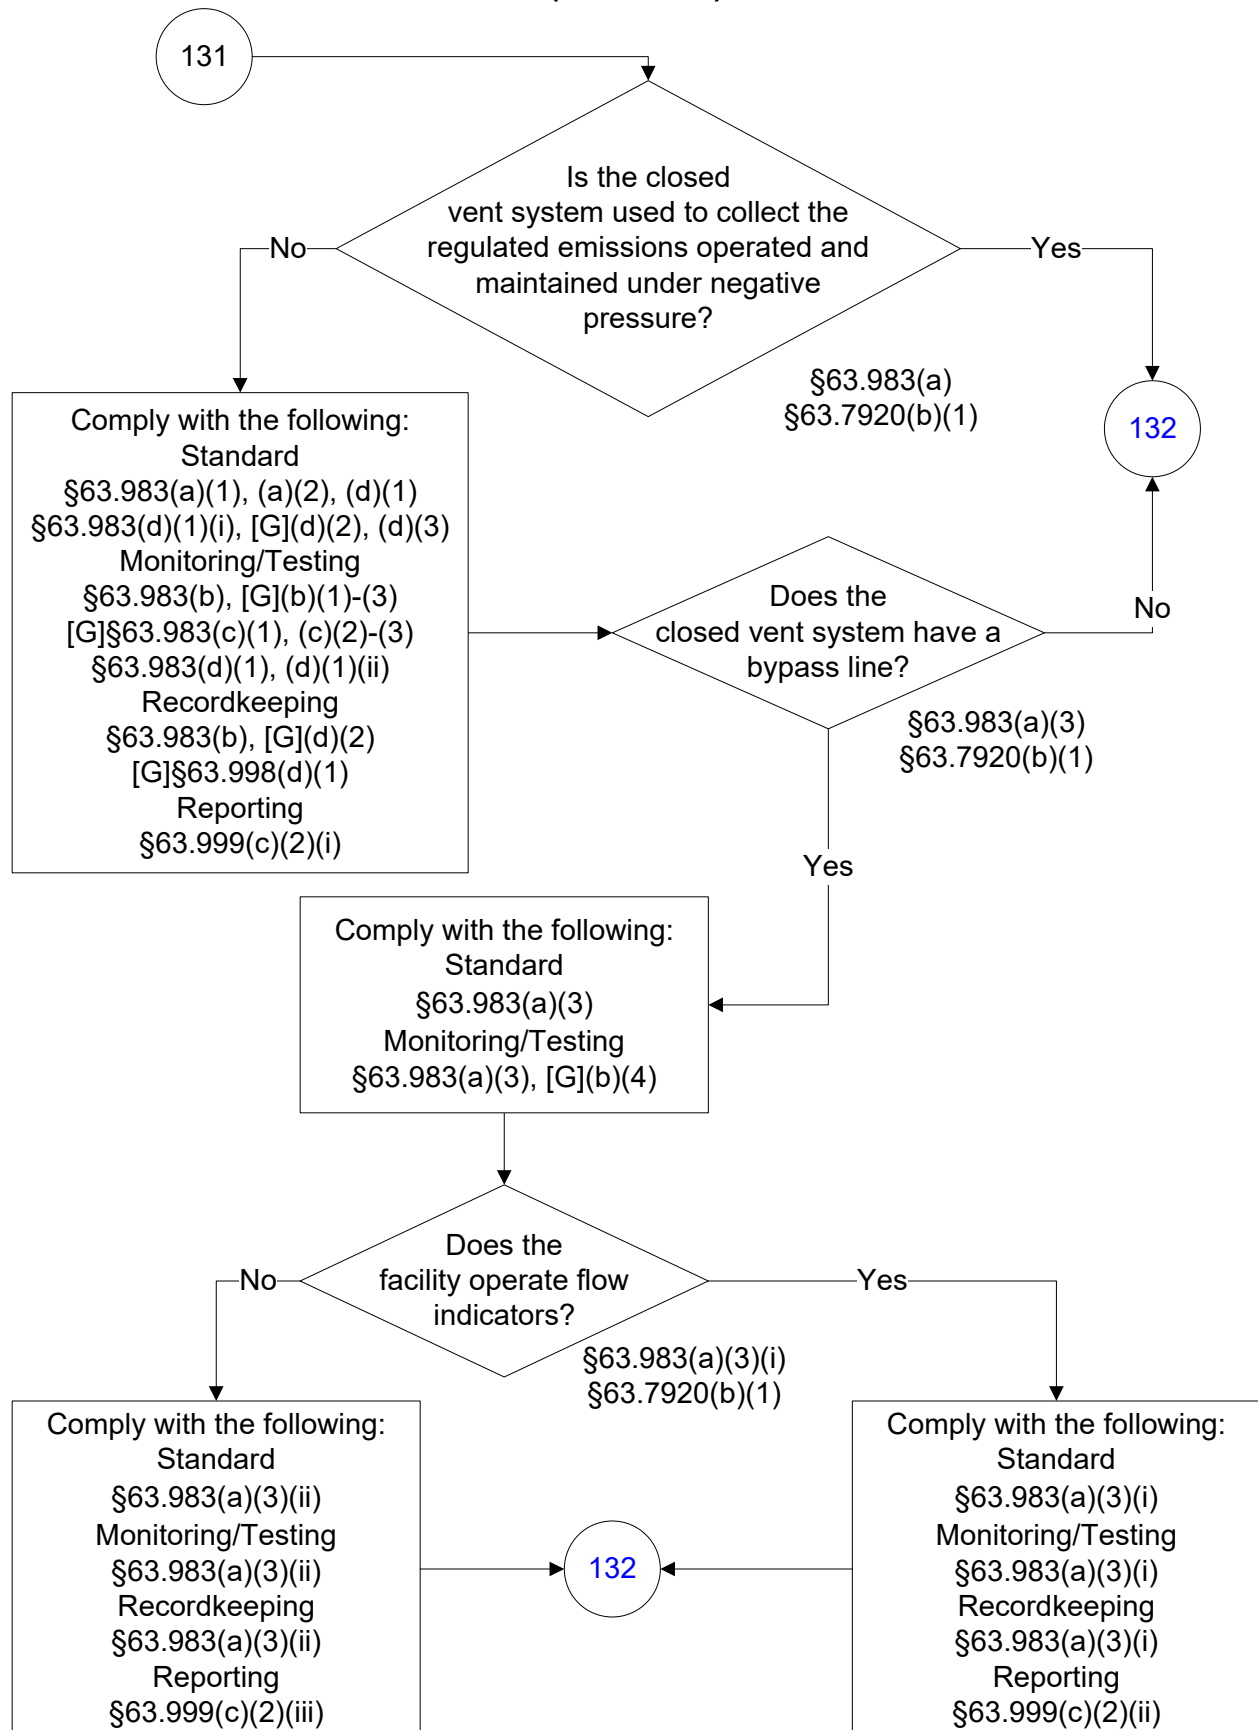 131
Is the closed
vent system used to collect the
regulated emissions operated and
maintained under negative
pressure?
No
Yes
§63.983(a)
§63.7920(b)(1)
132
Comply with the following:
Standard
§63.983(a)(1), (a)(2), (d)(1)
§63.983(d)(1)(i), [G](d)(2), (d)(3)
Monitoring/Testing
§63.983(b), [G](b)(1)-(3)
[G]§63.983(c)(1), (c)(2)-(3)
§63.983(d)(1), (d)(1)(ii)
Recordkeeping
§63.983(b), [G](d)(2)
[G]§63.998(d)(1)
Reporting
§63.999(c)(2)(i)
Does the
closed vent system have a
bypass line?
No
§63.983(a)(3)
§63.7920(b)(1)
Yes
Comply with the following:
Standard
§63.983(a)(3)
Monitoring/Testing
§63.983(a)(3), [G](b)(4)
Does the
facility operate flow
indicators?
No
Yes
§63.983(a)(3)(i)
§63.7920(b)(1)
Comply with the following:
Standard
§63.983(a)(3)(ii)
Monitoring/Testing
§63.983(a)(3)(ii)
Recordkeeping
§63.983(a)(3)(ii)
Reporting
§63.999(c)(2)(iii)
132
Comply with the following:
Standard
§63.983(a)(3)(i)
Monitoring/Testing
§63.983(a)(3)(i)
Recordkeeping
§63.983(a)(3)(i)
Reporting
§63.999(c)(2)(ii)